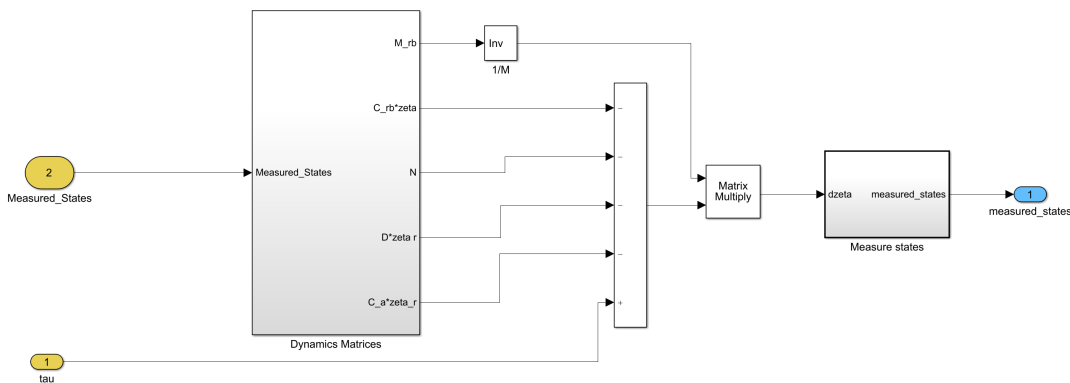 M_rb
Inv
1/M
C_rb*zeta
−
2
Measured_States
Measured_States
N
−
Matrix
Multiply
dzeta
measured_states
1
measured_states
Measure states
D*zeta r
−
C_a*zeta_r
−
+
Dynamics Matrices
1
tau